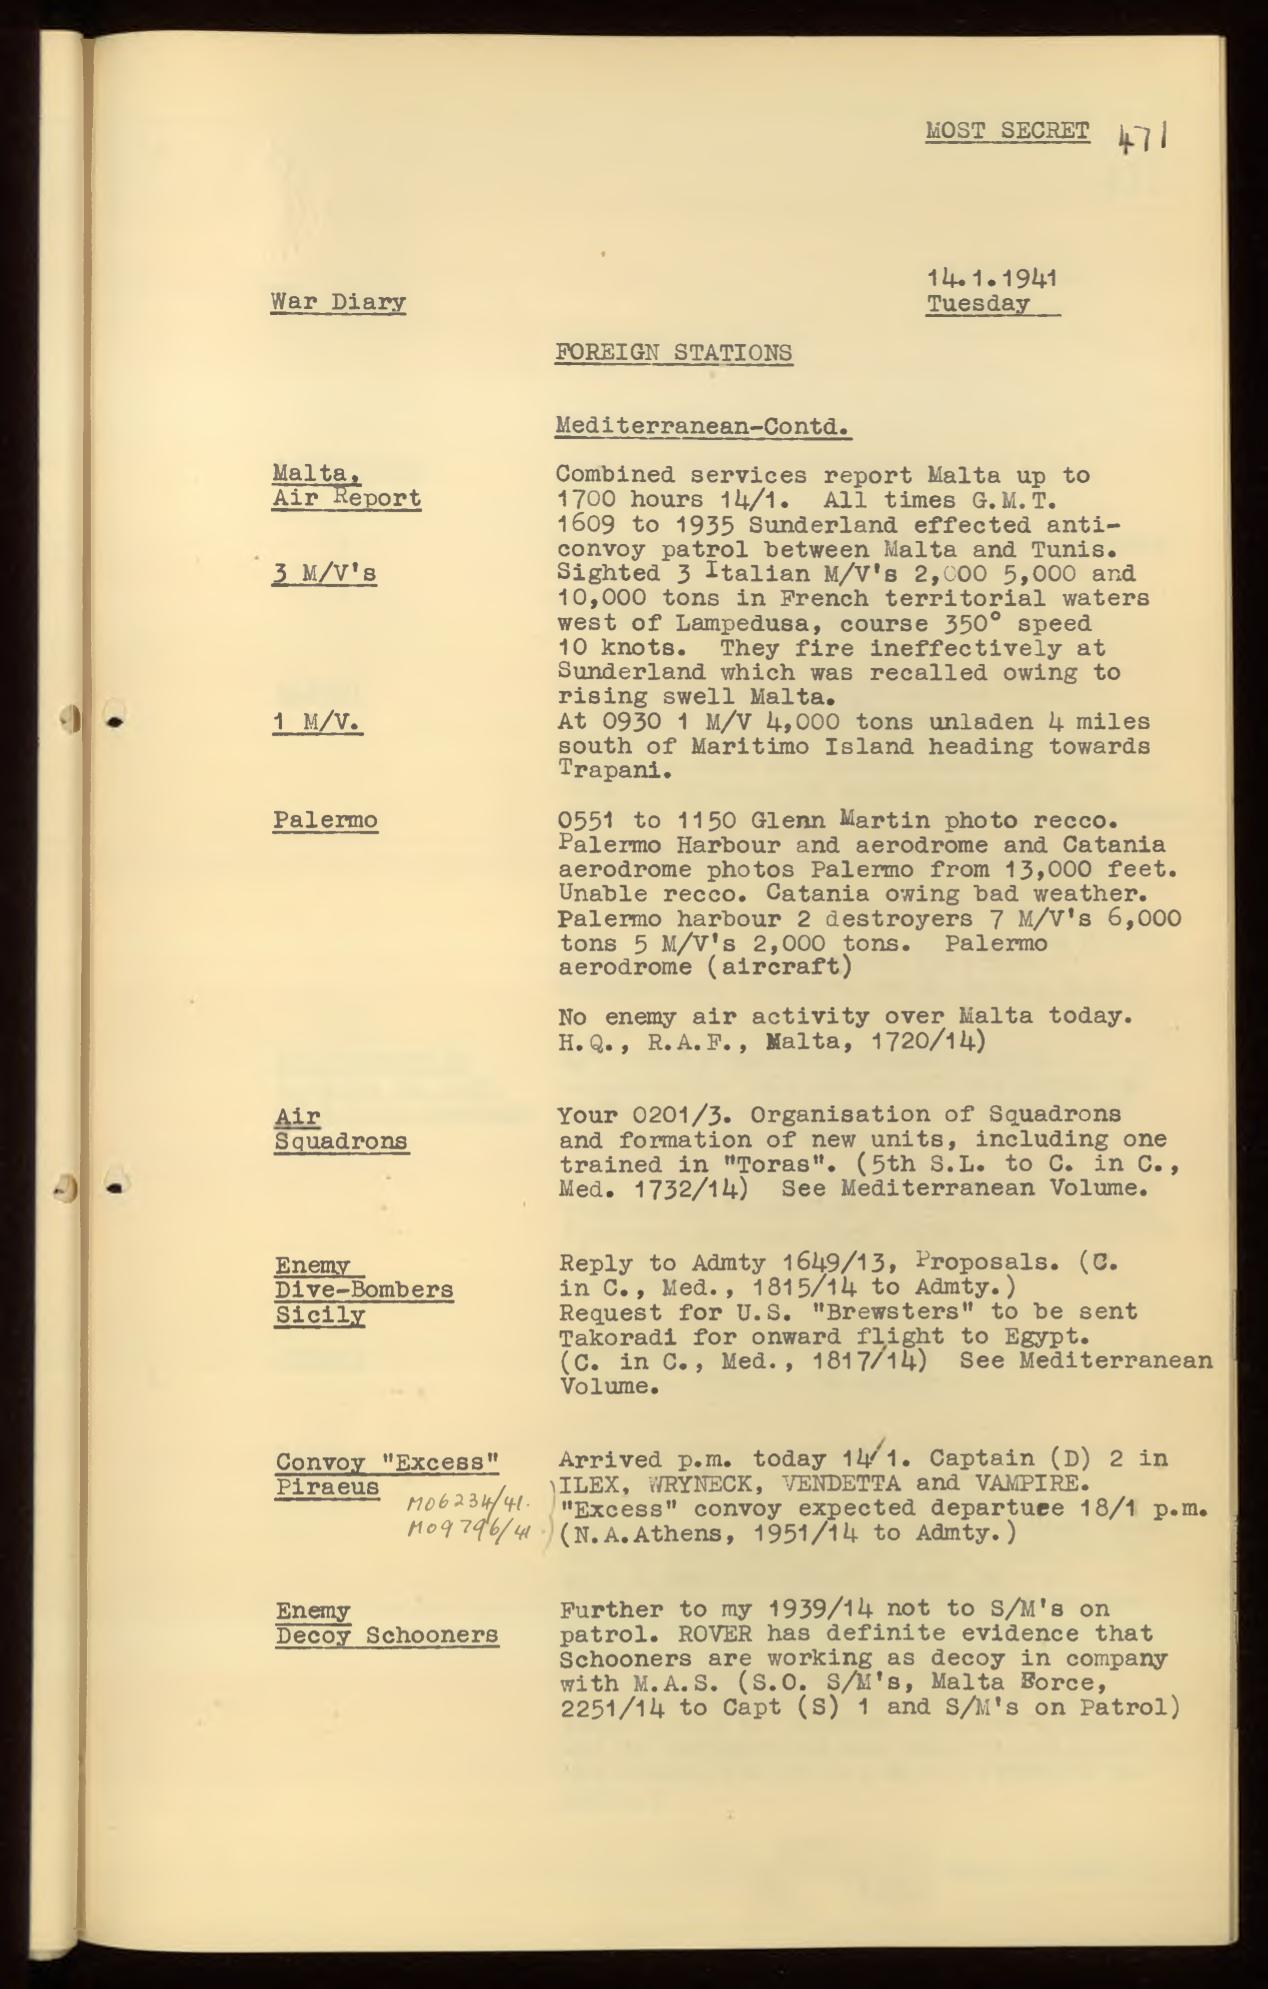 MOST SECRET 471
14.1.1941
War Diary
Tuesday
FOREIGN STATIONS
Mediterranean-Contd.
Malta,
Air Report
Combined services report Malta up to
1700 hours 14/1. All times G.M.T.
1609 to 1935 Sunderland effected anti-
convoy patrol between Malta and Tunis.
3 M/V's
Sighted 3 Italian M/V's 2,000 5,000 and
10,000 tons in French territorial waters
west of Lampedusa, course 350° speed
10 knots. They fire ineffectively at
Sunderland which was recalled owing to
rising swell Malta.
1 M/V.
At 0930 1 M/V 4,000 tons unladen 4 miles
south of Maritimo Island heading towards
Trapani.
Palermo
0551 to 1150 Glenn Martin photo recco.
Palermo Harbour and aerodrome and Catania
aerodrome photos Palermo from 13,000 feet.
Unable recco. Catania owing bad weather.
Palermo harbour 2 destroyers 7 M/V's 6,000
tons 5 M/V's 2,000 tons. Palermo
aerodrome (aircraft)
No enemy air activity over Malta today.
H.Q., R.A.F., Malta, 1720/14)
Air
Squadrons
Your 0201/3. Organisation of Squadrons
and formation of new units, including one
trained in "Toras". (5th S.L. to C. in C.,
Med. 1732/14) See Mediterranean Volume.
Enemy
Dive-Bombers
Sicily
Reply to Admty 1649/13, Proposals. (C.
in C., Med., 1815/14 to Admty.)
Request for U.S. "Brewsters" to be sent
Takoradi for onward flight to Egypt.
(C. in C., Med., 1817/14) See Mediterranean
Volume.
Convoy "Excess"
Piraeus
M06234/41.
M09796/41.
Arrived p.m. today 14/1. Captain (D) 2 in
ILEX, WRYNECK, VENDETTA and VAMPIRE.
"Excess" convoy expected departuee 18/1 p.m.
(N.A.Athens, 1951/14 to Admty.)
Enemy
Decoy Schooners
Further to my 1939/14 not to S/M's on
patrol. ROVER has definite evidence that
Schooners are working as decoy in company
with M.A.S. (S.O. S/M's, Malta Force,
2251/14 to Capt (S) 1 and S/M's on Patrol)